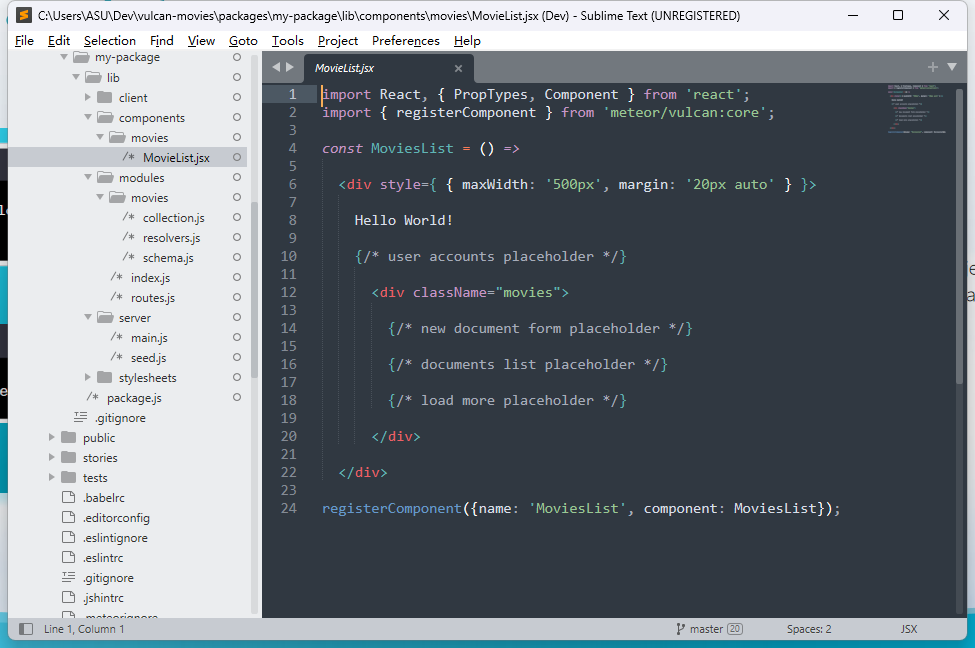 C:\Users\ASU\Dev\vulcan-movies\packages\my-package\lib\components\movies\MovieList.jsx (Dev) - Sublime Text (UNREGISTERED)
File Edit Selection Find View Goto Tools Project Preferences Help
my-package
lib
client
components
movies
/* MovieList.jsx
modules
movies
/* collection.js
/* resolvers.js
/* schema.js
/* index.js
/* routes.js
server
/* main.js
/* seed.js
stylesheets
/* package.js
.gitignore
public
stories
tests
.babelrc
.editorconfig
.eslintignore
.eslintrc
.gitignore
.jshintrc
.meteorignore
MovieList.jsx
1 import React, { PropTypes, Component } from 'react';
2 import { registerComponent } from 'meteor/vulcan:core';
3
4 const MoviesList = () =>
5
6 <div style={ { maxWidth: '500px', margin: '20px auto' } }>
7
8 Hello World!
9
10 {/* user accounts placeholder */}
11
12 <div className="movies">
13
14 {/* new document form placeholder */}
15
16 {/* documents list placeholder */}
17
18 {/* load more placeholder */}
19
20 </div>
21
22 </div>
23
24 registerComponent({name: 'MoviesList', component: MoviesList});
Line 1, Column 1
master 20
Spaces: 2
JSX